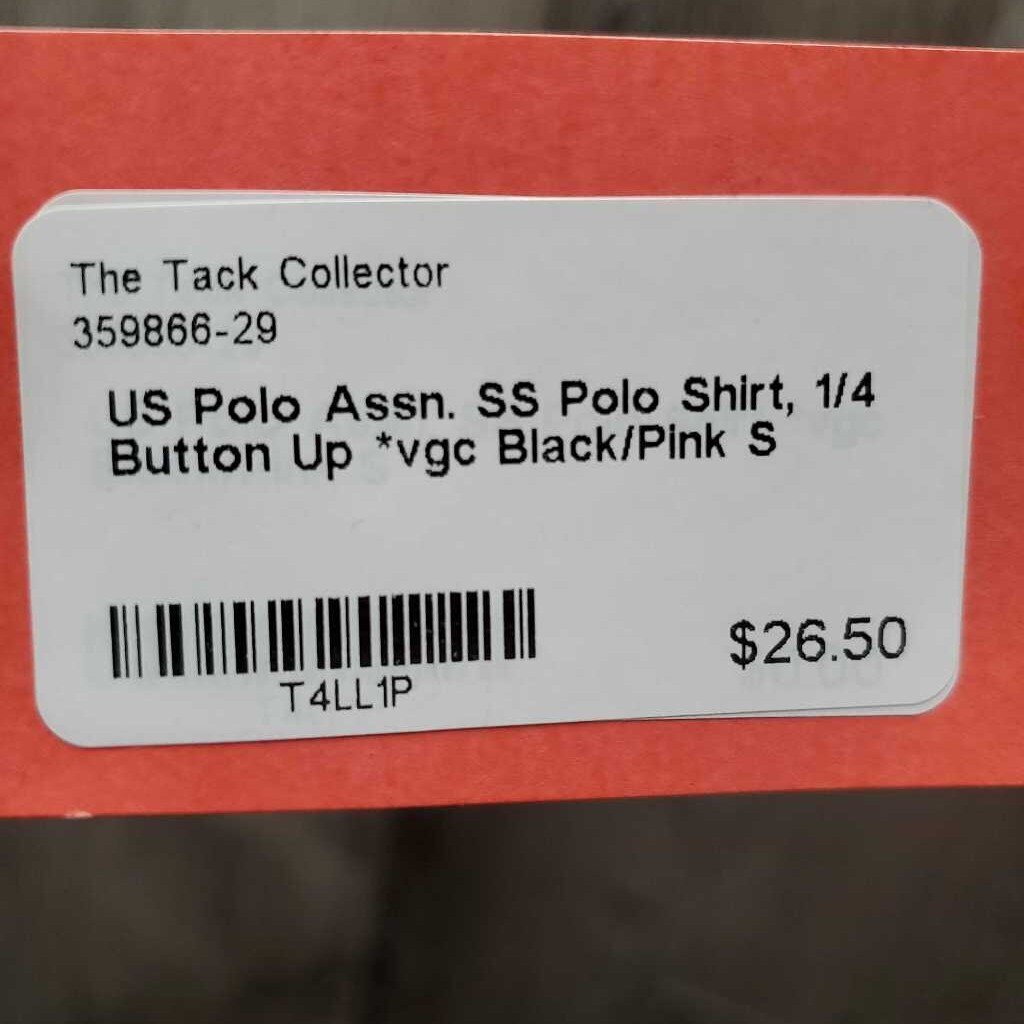 The Tack Collector
359866-29
US Polo Assn. SS Polo Shirt, 1/4
Button Up *vgc Black/Pink S
$26.50
T4LL1P